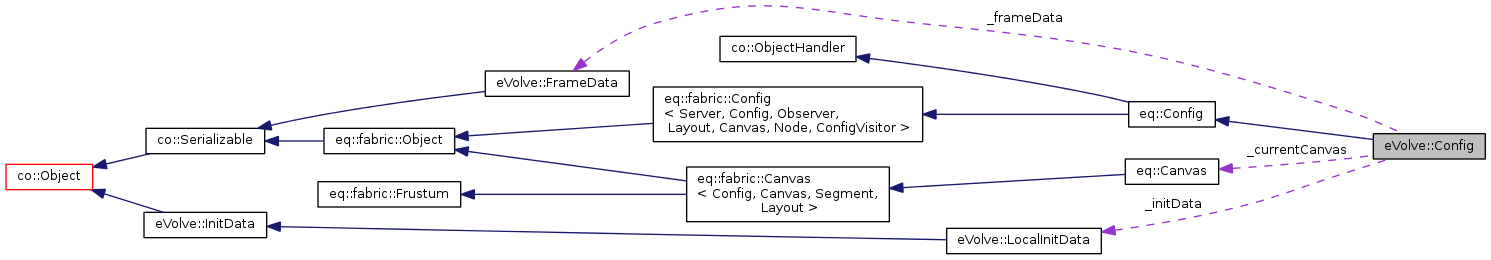 _frameData
co::ObjectHandler
eVolve::FrameData
eq::fabric::Config
< Server, Config, Observer,
Layout, Canvas, Node, ConfigVisitor >
eq::Config
co::Serializable
eq::fabric::Object
eVolve::Config
_currentCanvas
co::Object
eq::fabric::Canvas
< Config, Canvas, Segment,
Layout >
eq::Canvas
eq::fabric::Frustum
_initData
eVolve::InitData
eVolve::LocalInitData